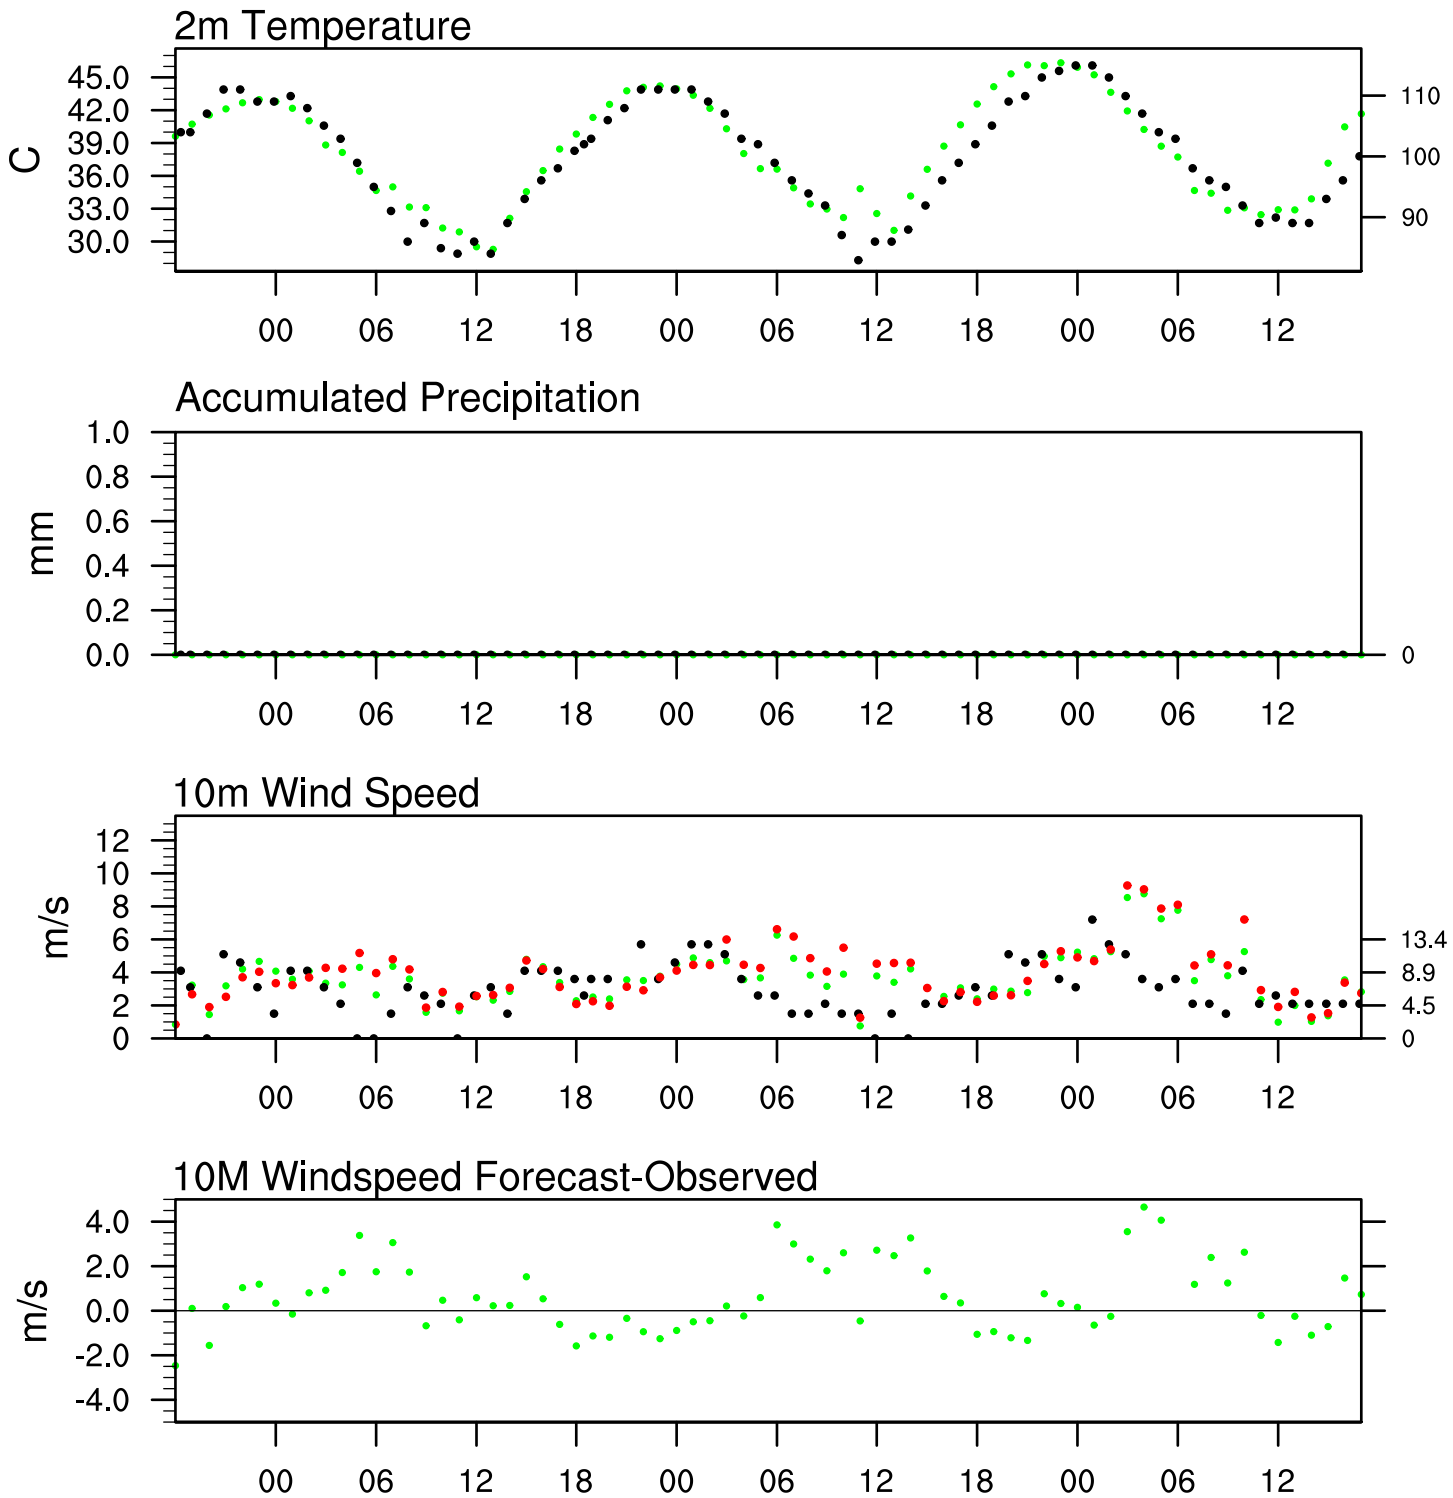 2m Temperature
45.0
42.0
39.0
36.0
33.0
30.0
C
110
100
90
00 06 12 18 00 06 12 18 00 06 12
Accumulated Precipitation
1.0
0.8
0.6
0.4
0.2
0.0
mm
0
00 06 12 18 00 06 12 18 00 06 12
10m Wind Speed
12
10
8
6
4
2
0
m/s
13.4
8.9
4.5
0
00 06 12 18 00 06 12 18 00 06 12
10M Windspeed Forecast-Observed
4.0
2.0
0.0
-2.0
-4.0
m/s
00 06 12 18 00 06 12 18 00 06 12